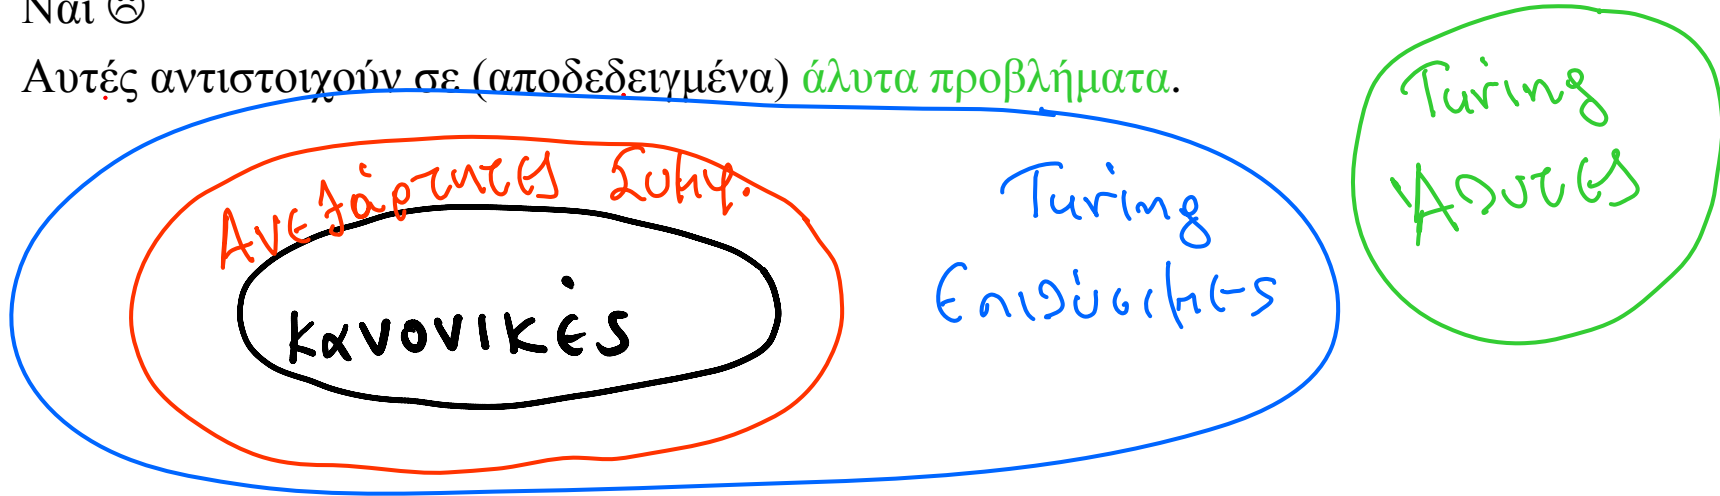 Ναι ☹
Αυτές αντιστοιχούν σε (αποδεδειγμένα) άλυτα προβλήματα.
Ανεξάρτητες Συμφ.
κανονικές
Turing
Επιλύσιμες
Turing
Άλυτες